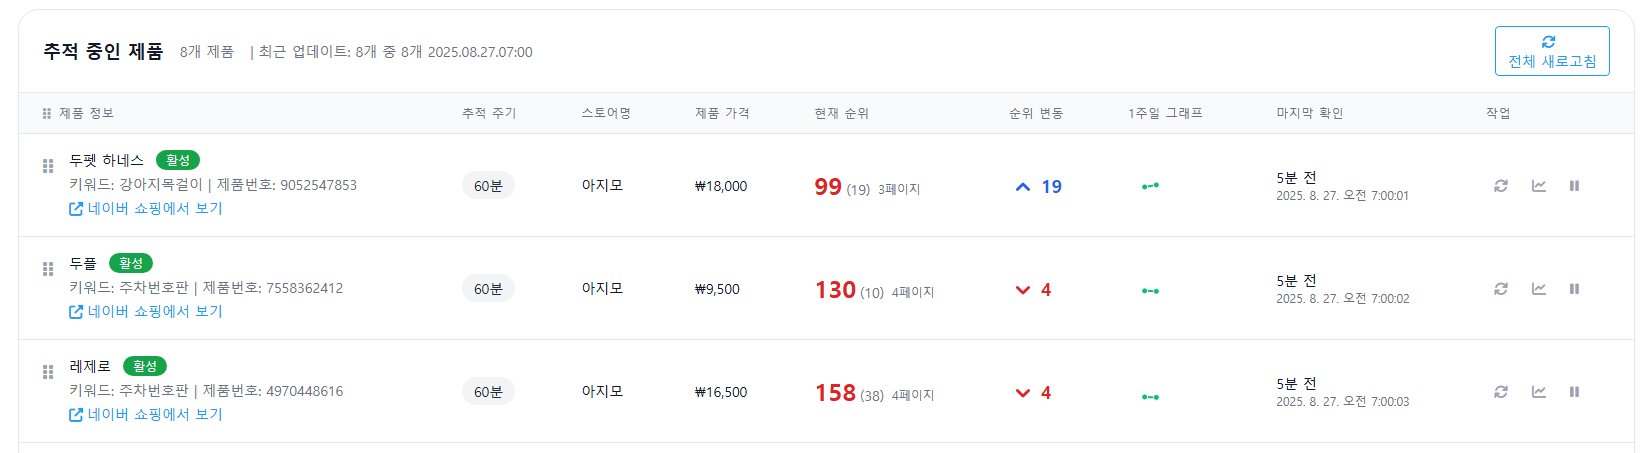 추적 중인 제품 8개 제품 | 최근 업데이트: 8개 중 8개 2025.08.27.07:00
전체 새로고침
제품 정보 추적 주기 스토어명 제품 가격 현재 순위 순위 변동 1주일 그래프 마지막 확인 작업
두펫 하네스 활성
키워드: 강아지목걸이 | 제품번호: 9052547853
네이버 쇼핑에서 보기
60분 아지모 ₩18,000 99 (19) 3페이지 19
5분 전
2025. 8. 27. 오전 7:00:01
두플 활성
키워드: 주차번호판 | 제품번호: 7558362412
네이버 쇼핑에서 보기
60분 아지모 ₩9,500 130 (10) 4페이지 4
5분 전
2025. 8. 27. 오전 7:00:02
레제로 활성
키워드: 주차번호판 | 제품번호: 4970448616
네이버 쇼핑에서 보기
60분 아지모 ₩16,500 158 (38) 4페이지 4
5분 전
2025. 8. 27. 오전 7:00:03